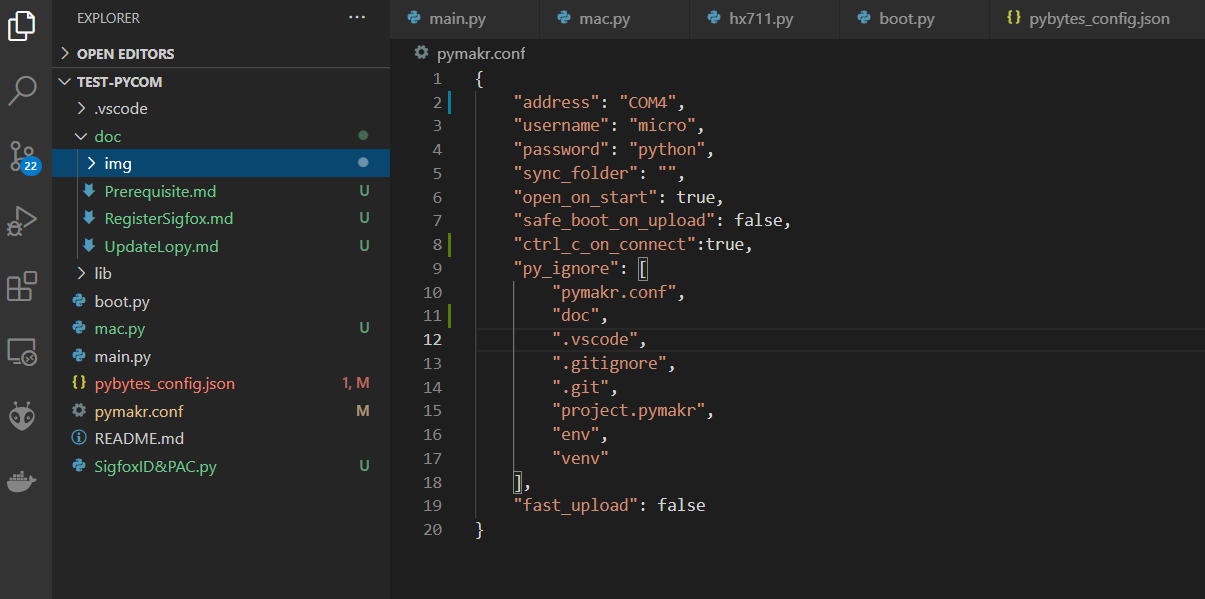 EXPLORER
OPEN EDITORS
TEST-PYCOM
.vscode
doc
img
Prerequisite.md U
RegisterSigfox.md U
UpdateLopy.md U
lib
boot.py
mac.py U
main.py
{} pybytes_config.json 1, M
pymakr.conf M
README.md
SigfoxID&PAC.py U
22
main.py mac.py hx711.py boot.py {} pybytes_config.json
pymakr.conf
1 {
2 "address": "COM4",
3 "username": "micro",
4 "password": "python",
5 "sync_folder": "",
6 "open_on_start": true,
7 "safe_boot_on_upload": false,
8 "ctrl_c_on_connect":true,
9 "py_ignore": [
10 "pymakr.conf",
11 "doc",
12 ".vscode",
13 ".gitignore",
14 ".git",
15 "project.pymakr",
16 "env",
17 "venv"
18 ],
19 "fast_upload": false
20 }